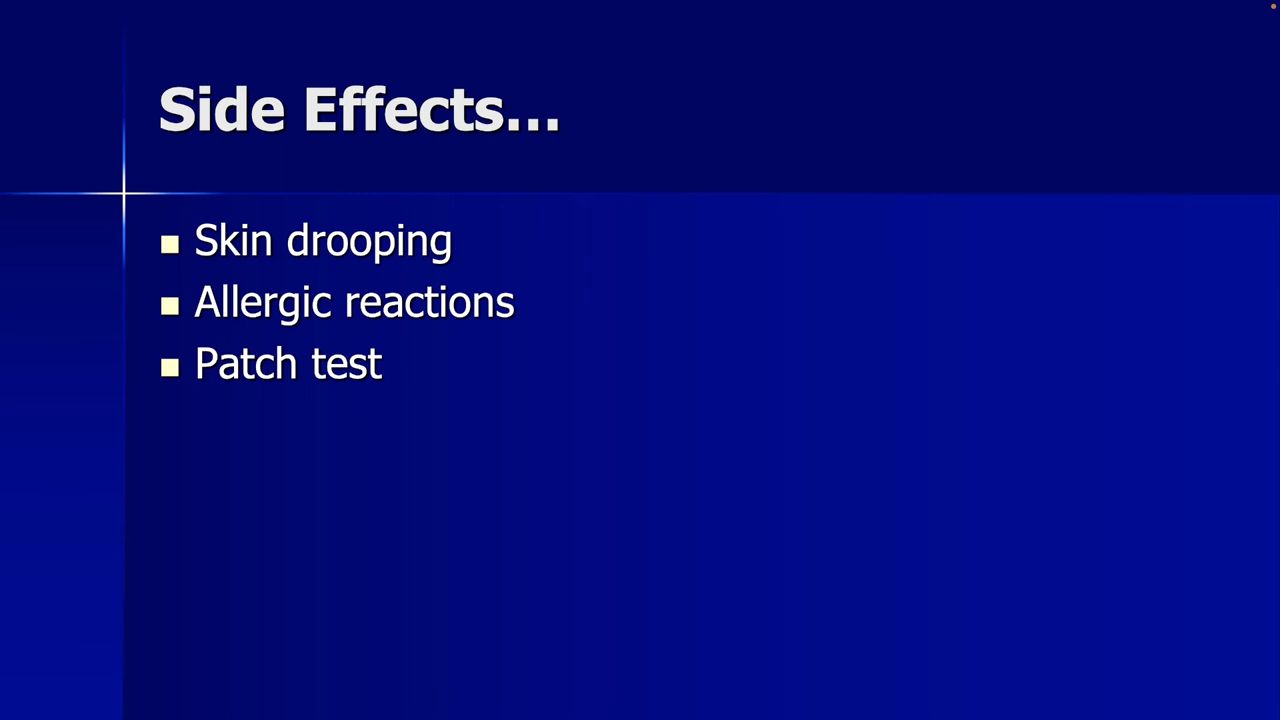 Side Effects...
Skin drooping
Allergic reactions
Patch test